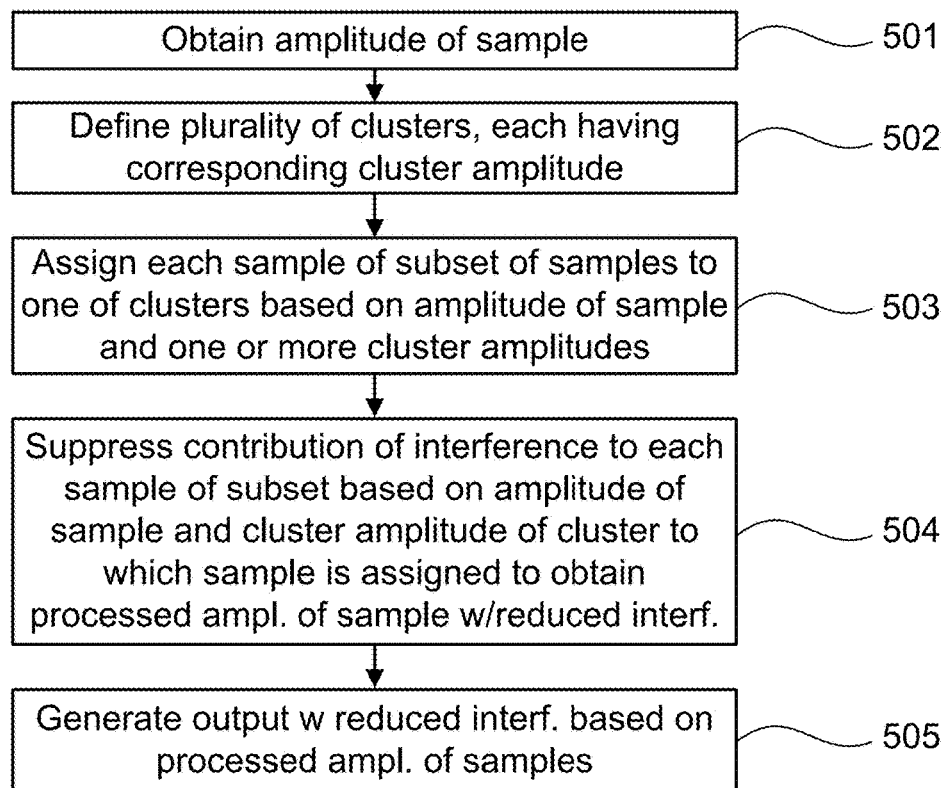 Obtain amplitude of sample
501
Define plurality of clusters, each having
corresponding cluster amplitude
502
Assign each sample of subset of samples to
one of clusters based on amplitude of sample
and one or more cluster amplitudes
503
Suppress contribution of interference to each
sample of subset based on amplitude of
sample and cluster amplitude of cluster to
which sample is assigned to obtain
processed ampl. of sample w/reduced interf.
504
Generate output w reduced interf. based on
processed ampl. of samples
505